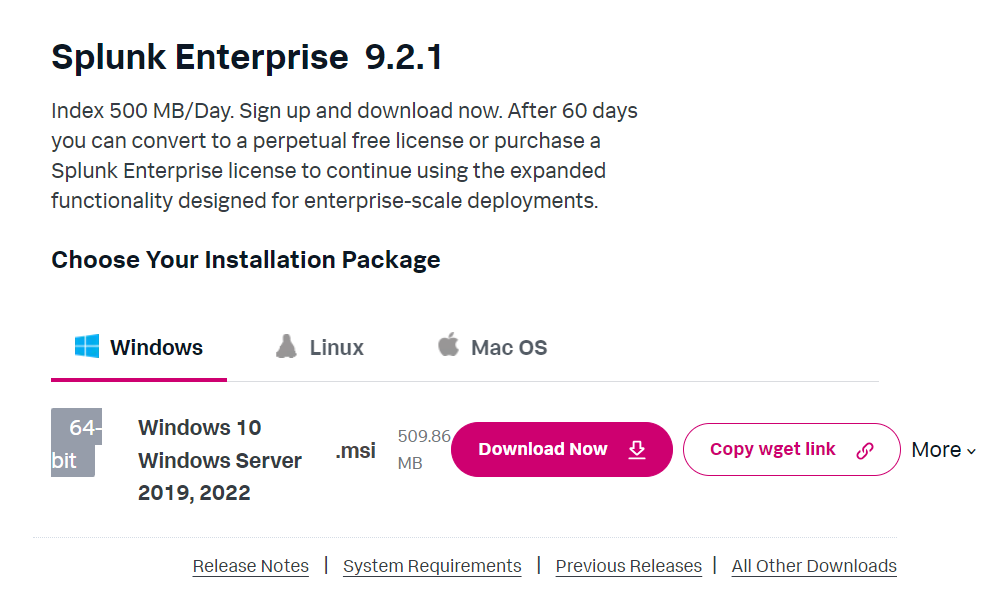 Splunk Enterprise 9.2.1
Index 500 MB/Day. Sign up and download now. After 60 days
you can convert to a perpetual free license or purchase a
Splunk Enterprise license to continue using the expanded
functionality designed for enterprise-scale deployments.
Choose Your Installation Package
Windows Linux Mac OS
64-
bit
Windows 10
Windows Server
2019, 2022
.msi
509.86
MB
Download Now
Copy wget link
More
Release Notes | System Requirements | Previous Releases | All Other Downloads